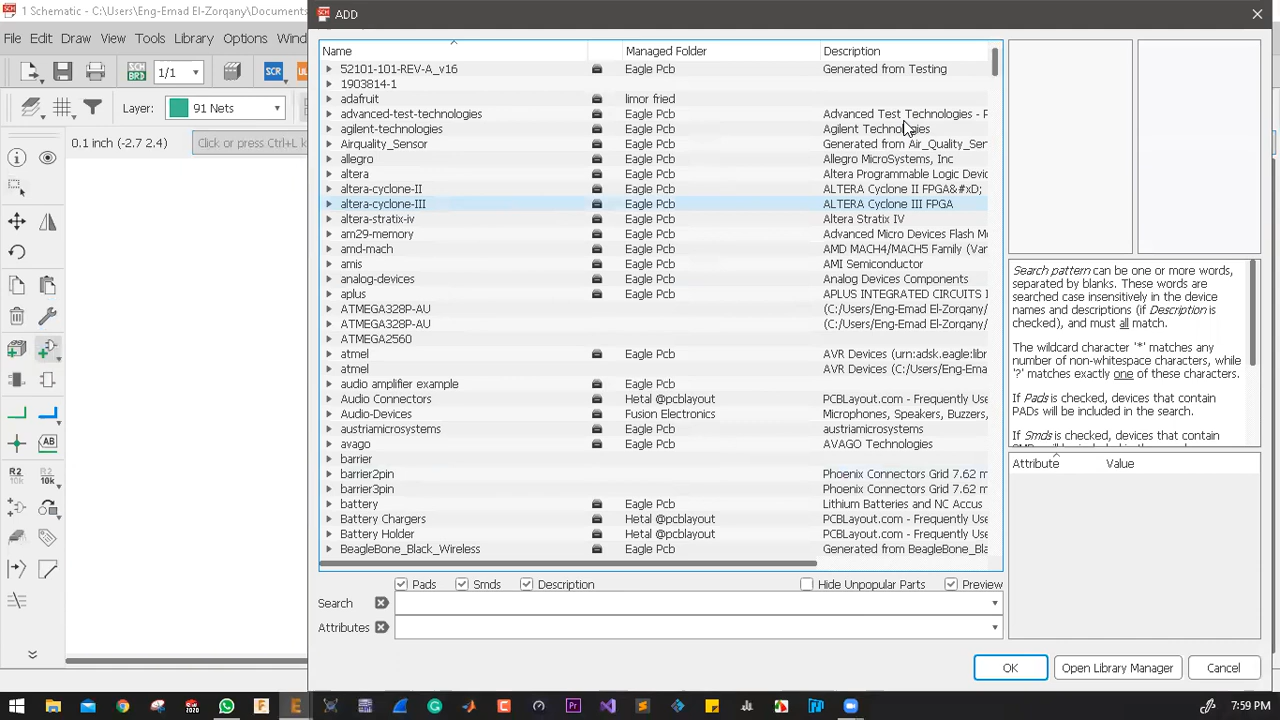 1 Schematic - C:\Users\Eng-Emad El-Zorqany\Documents
ADD
File Edit Draw View Tools Library Options
SCH BRD 1/1 SCR
Layer: 91 Nets
0.1 inch (-2.7 2.4) Click or press Ctrl+L
Name Managed Folder Description
52101-101-REV-A_v16 Eagle Pcb Generated from Testing
1903814-1
adafruit limor fried
advanced-test-technologies Eagle Pcb Advanced Test Technologies - P
agilent-technologies Eagle Pcb Agilent Technologies
Airquality_Sensor Eagle Pcb Generated from Air_Quality_Sen
allegro Eagle Pcb Allegro MicroSystems, Inc
altera Eagle Pcb Altera Programmable Logic Devic
altera-cyclone-II Eagle Pcb ALTERA Cyclone II FPGA&#xD;
altera-cyclone-III Eagle Pcb ALTERA Cyclone III FPGA
altera-stratix-iv Eagle Pcb Altera Stratix IV
am29-memory Eagle Pcb Advanced Micro Devices Flash M
amd-mach Eagle Pcb AMD MACH4/MACH5 Family (Van
amis Eagle Pcb AMI Semiconductor
analog-devices Eagle Pcb Analog Devices Components
aplus Eagle Pcb APLUS INTEGRATED CIRCUITS I
ATMEGA328P-AU (C:/Users/Eng-Emad El-Zorqany/
ATMEGA328P-AU (C:/Users/Eng-Emad El-Zorqany/
ATMEGA2560
atmel Eagle Pcb AVR Devices (urn:adsk.eagle:libr
atmel AVR Devices (C:/Users/Eng-Ema
audio amplifier example Eagle Pcb
Audio Connectors Hetal @pcblayout PCBLayout.com - Frequently Use
Audio-Devices Fusion Electronics Microphones, Speakers, Buzzers,
austriamicrosystems Eagle Pcb austriamicrosystems
avago Eagle Pcb AVAGO Technologies
barrier
barrier2pin Phoenix Connectors Grid 7.62 m
barrier3pin Phoenix Connectors Grid 7.62 m
battery Eagle Pcb Lithium Batteries and NC Accus
Battery Chargers Hetal @pcblayout PCBLayout.com - Frequently Use
Battery Holder Hetal @pcblayout PCBLayout.com - Frequently Use
BeagleBone_Black_Wireless Eagle Pcb Generated from BeagleBone_Bla
Pads Smds Description Hide Unpopular Parts Preview
Search
Attributes
Search pattern can be one or more words,
separated by blanks. These words are
searched case insensitively in the device
names and descriptions (if Description is
checked), and must all match.
The wildcard character '*' matches any
number of non-whitespace characters, while
'?' matches exactly one of these characters.
If Pads is checked, devices that contain
PADs will be included in the search.
If Smds is checked, devices that contain
Attribute Value
OK Open Library Manager Cancel
7:59 PM